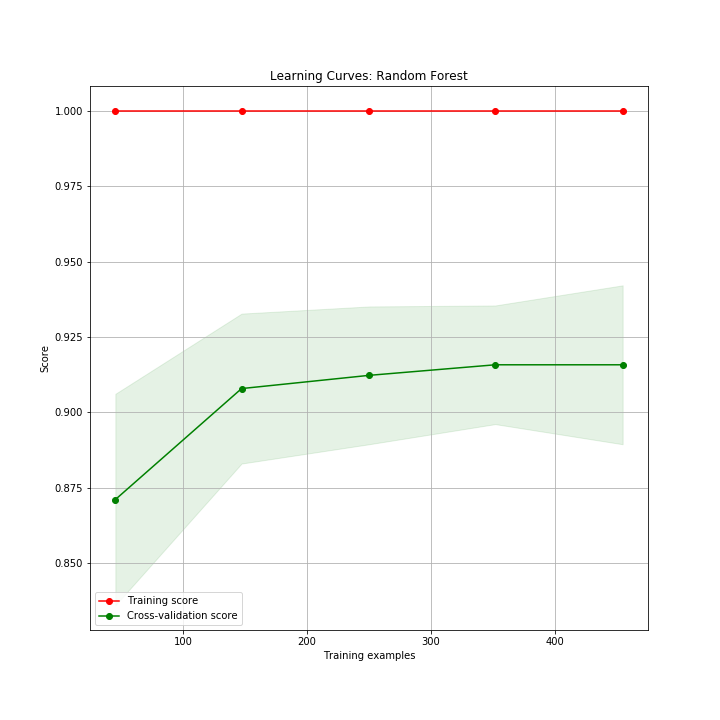 Learning Curves: Random Forest
1.000
0.975
0.950
0.925
0.900
0.875
0.850
Score
Training score
Cross-validation score
100 200 300 400
Training examples